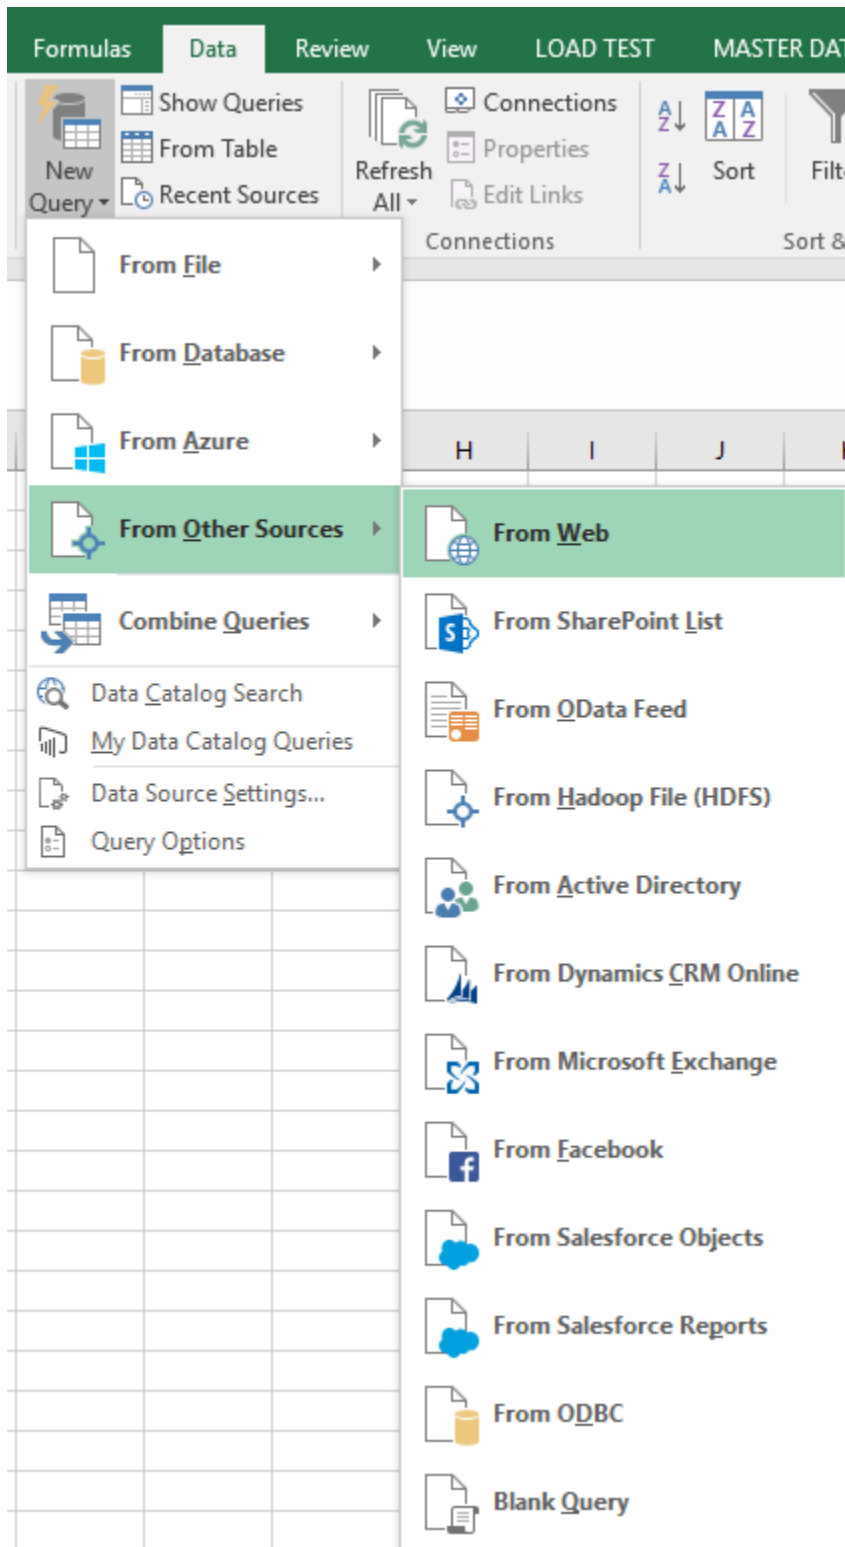 Formulas Data Review View LOAD TEST MASTER DAT
Show Queries
From Table
Recent Sources
New
Query
Refresh
All
Connections
Properties
Edit Links
Connections
A
Z
Z
A
Z A
A Z
Sort
Filt
Sort &
From File
From Database
From Azure
From Other Sources
Combine Queries
Data Catalog Search
My Data Catalog Queries
Data Source Settings...
Query Options
H I J
From Web
From SharePoint List
From OData Feed
From Hadoop File (HDFS)
From Active Directory
From Dynamics CRM Online
From Microsoft Exchange
From Facebook
From Salesforce Objects
From Salesforce Reports
From ODBC
Blank Query